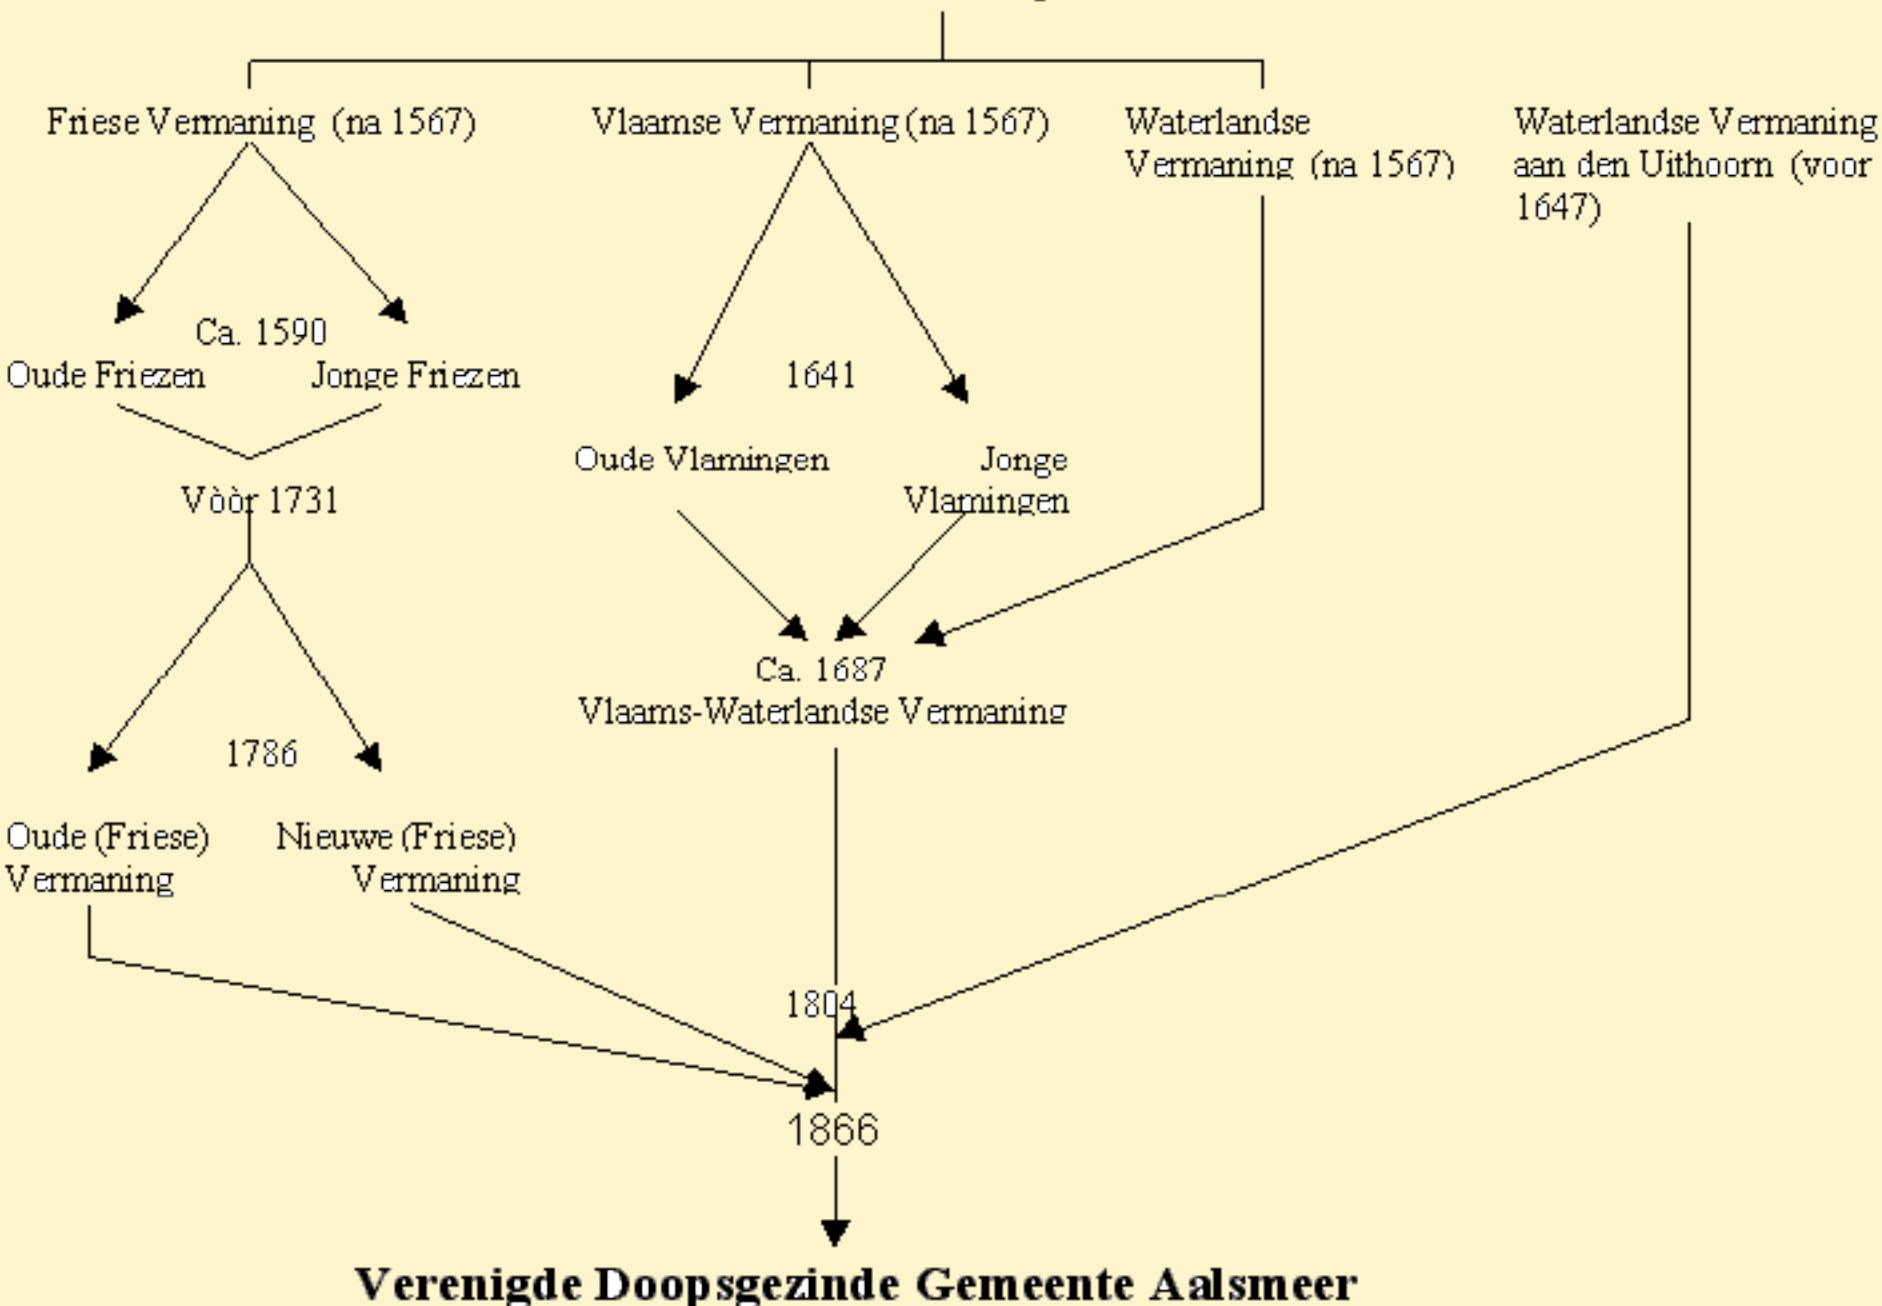 Friese Vermaning (na 1567)
Vlaamse Vermaning (na 1567)
Waterlandse
Vermaning (na 1567)
Waterlandse Vermaning
aan den Uithoorn (voor
1647)
Ca. 1590
Oude Friezen
Jonge Friezen
1641
Oude Vlamingen
Jonge
Vlamingen
Vòòr 1731
Ca. 1687
Vlaams-Waterlandse Vermaning
1786
Oude (Friese)
Vermaning
Nieuwe (Friese)
Vermaning
1804
1866
Verenigde Doopsgezinde Gemeente Aalsmeer